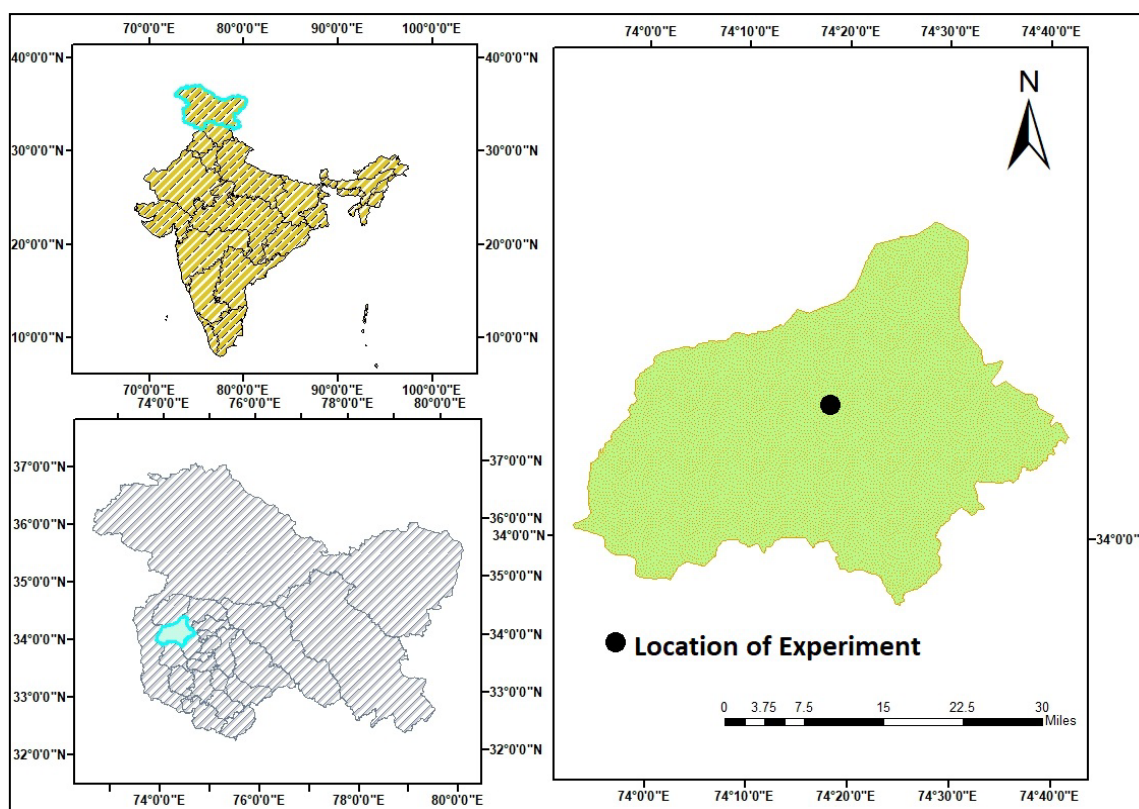 70°0'0"E 80°0'0"E 90°0'0"E 100°0'0"E
40°0'0"N 40°0'0"N
30°0'0"N 30°0'0"N
20°0'0"N 20°0'0"N
10°0'0"N 10°0'0"N
70°0'0"E 80°0'0"E 90°0'0"E 100°0'0"E
74°0'0"E 76°0'0"E 78°0'0"E 80°0'0"E
37°0'0"N 37°0'0"N
36°0'0"N 36°0'0"N
34°0'0"N
35°0'0"N 35°0'0"N
34°0'0"N 34°0'0"N
33°0'0"N 33°0'0"N
32°0'0"N 32°0'0"N
74°0'0"E 76°0'0"E 78°0'0"E 80°0'0"E
74°0'0"E 74°10'0"E 74°20'0"E 74°30'0"E 74°40'0"E
N
34°0'0"
Location of Experiment
0 3.75 7.5 15 22.5 30
Miles
74°0'0"E 74°10'0"E 74°20'0"E 74°30'0"E 74°40'0"E